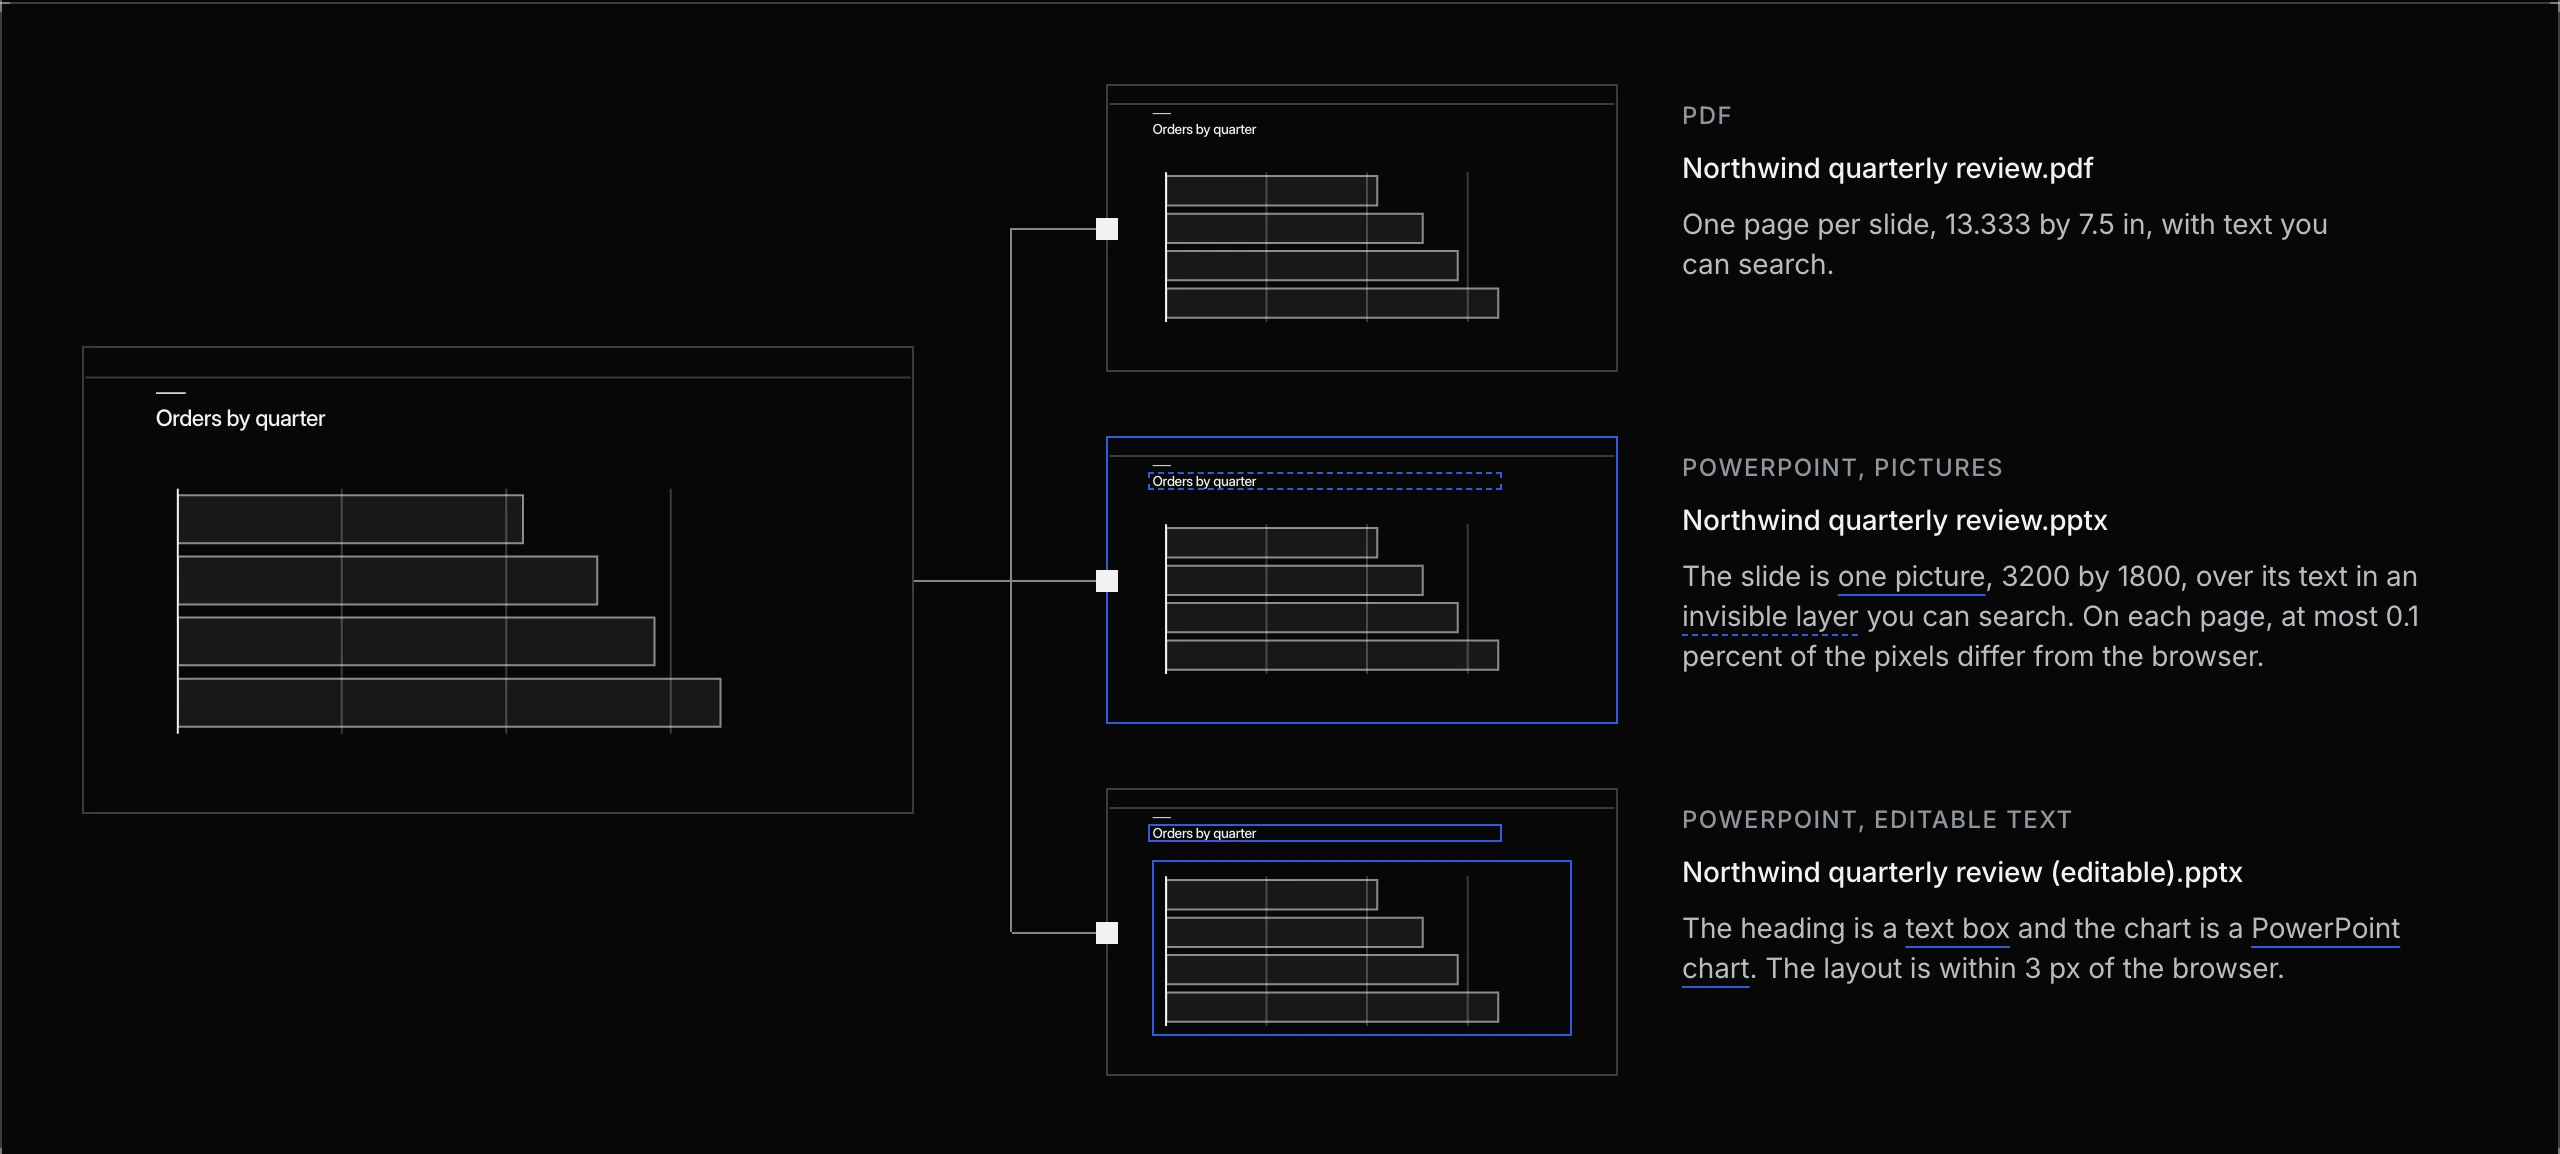 Orders by quarter
Orders by quarter
PDF
Northwind quarterly review.pdf
One page per slide, 13.333 by 7.5 in, with text you
can search.
Orders by quarter
POWERPOINT, PICTURES
Northwind quarterly review.pptx
The slide is one picture, 3200 by 1800, over its text in an
invisible layer you can search. On each page, at most 0.1
percent of the pixels differ from the browser.
Orders by quarter
POWERPOINT, EDITABLE TEXT
Northwind quarterly review (editable).pptx
The heading is a text box and the chart is a PowerPoint
chart. The layout is within 3 px of the browser.